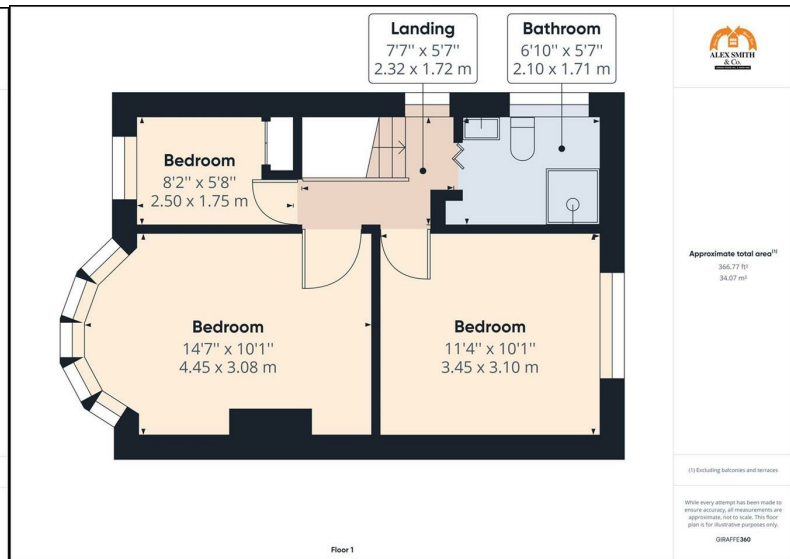 Landing
7'7" x 5'7"
2.32 x 1.72 m
Bathroom
6'10" x 5'7"
2.10 x 1.71 m
Bedroom
8'2" x 5'8"
2.50 x 1.75 m
Bedroom
14'7" x 10'1"
4.45 x 3.08 m
Bedroom
11'4" x 10'1"
3.45 x 3.10 m
Floor 1
ALEX SMITH
& Co.
Approximate total area(1)
366.77 ft²
34.07 m²
(1) Excluding balconies and terraces
While every attempt has been made to
ensure accuracy, all measurements are
approximate, not to scale. This floor
plan is for illustrative purposes only.
GIRAFFE360